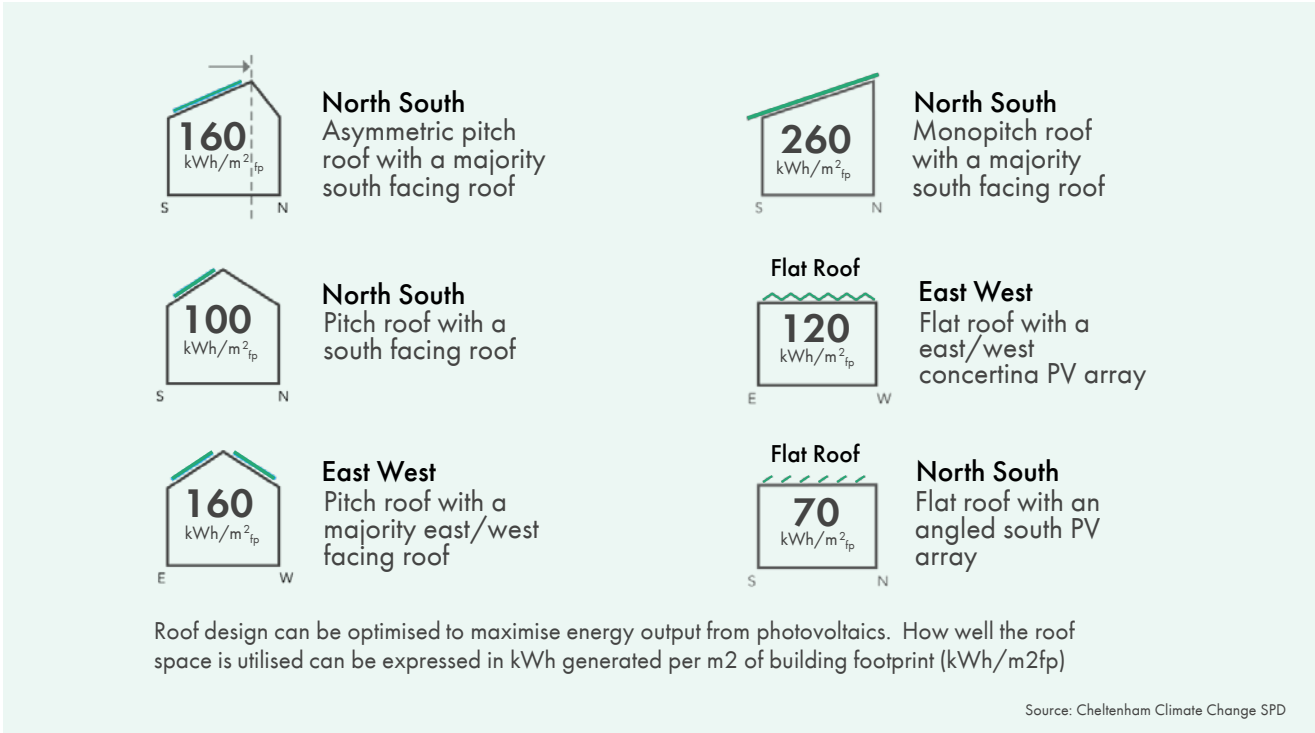 North South
Asymmetric pitch
roof with a majority
south facing roof
160
kWh/m²fp
S N
North South
Monopitch roof
with a majority
south facing roof
260
kWh/m²fp
S N
North South
Pitch roof with a
south facing roof
100
kWh/m²fp
S N
Flat Roof
East West
Flat roof with a
east/west
concertina PV array
120
kWh/m²fp
E W
East West
Pitch roof with a
majority east/west
facing roof
160
kWh/m²fp
E W
Flat Roof
North South
Flat roof with an
angled south PV
array
70
kWh/m²fp
S N
Roof design can be optimised to maximise energy output from photovoltaics. How well the roof
space is utilised can be expressed in kWh generated per m2 of building footprint (kWh/m2fp)
Source: Cheltenham Climate Change SPD